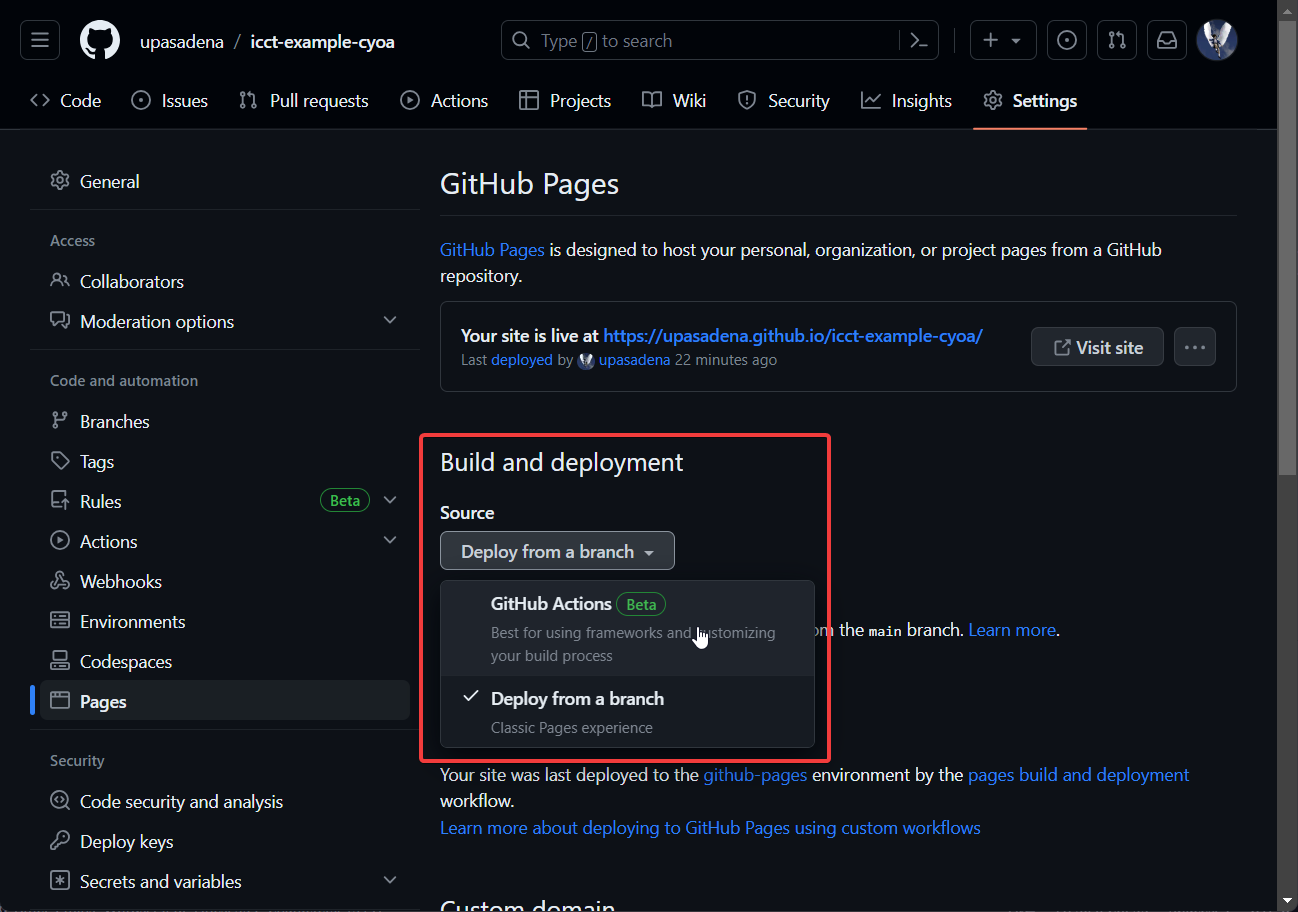 upasadena / icct-example-cyoa
Type / to search
Code
Issues
Pull requests
Actions
Projects
Wiki
Security
Insights
Settings
General
Access
Collaborators
Moderation options
Code and automation
Branches
Tags
Rules Beta
Actions
Webhooks
Environments
Codespaces
Pages
Security
Code security and analysis
Deploy keys
Secrets and variables
GitHub Pages
GitHub Pages is designed to host your personal, organization, or project pages from a GitHub
repository.
Your site is live at https://upasadena.github.io/icct-example-cyoa/
Last deployed by upasadena 22 minutes ago
Visit site
Build and deployment
Source
Deploy from a branch
GitHub Actions Beta
Best for using frameworks and customizing
your build process
the main branch. Learn more.
Deploy from a branch
Classic Pages experience
Your site was last deployed to the github-pages environment by the pages build and deployment
workflow.
Learn more about deploying to GitHub Pages using custom workflows
Custom domain